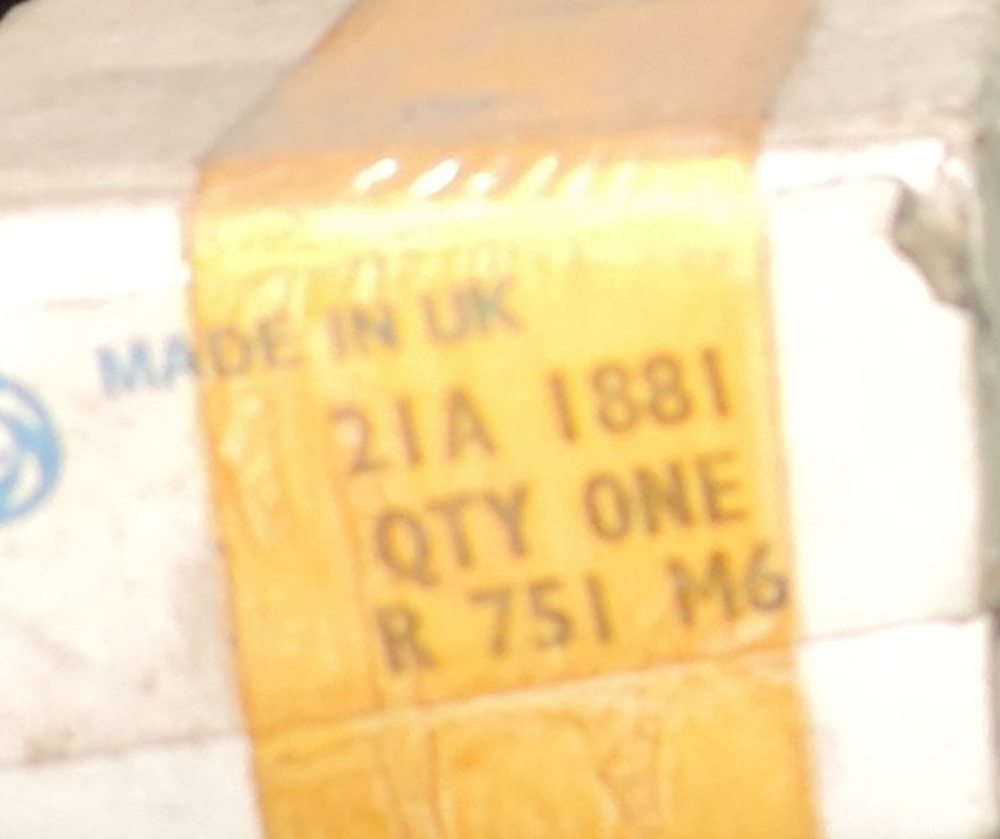 MADE IN UK
21A 1881
QTY ONE
R 751 M6